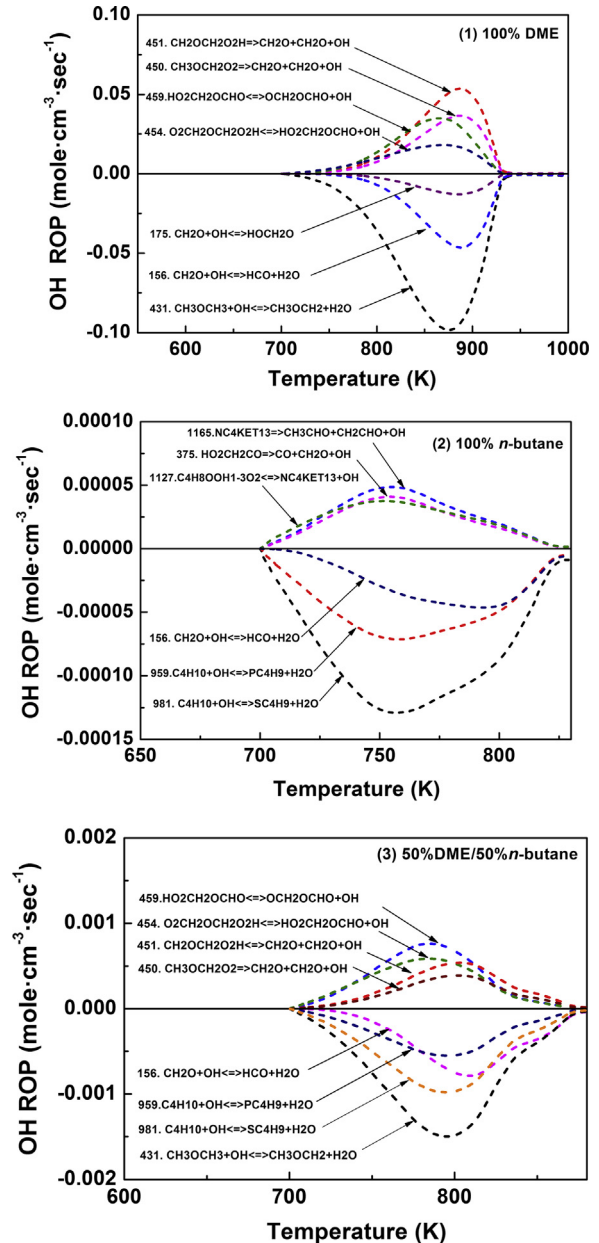 (1) 100% DME
451. CH2OCH2O2H=>CH2O+CH2O+OH
450. CH3OCH2O2=>CH2O+CH2O+OH
459.HO2CH2OCHO<=>OCH2OCHO+OH
454. O2CH2OCH2O2H<=>HO2CH2OCHO+OH
175. CH2O+OH<=>HOCH2O
156. CH2O+OH<=>HCO+H2O
431. CH3OCH3+OH<=>CH3OCH2+H2O
0.10
0.05
0.00
-0.05
-0.10
OH ROP (mole·cm-3·sec-1)
600 700 800 900 1000
Temperature (K)
(2) 100% n-butane
1165.NC4KET13=>CH3CHO+CH2CHO+OH
375. HO2CH2CO=>CO+CH2O+OH
1127.C4H8OOH1-3O2<=>NC4KET13+OH
156. CH2O+OH<=>HCO+H2O
959.C4H10+OH<=>PC4H9+H2O
981. C4H10+OH<=>SC4H9+H2O
0.00010
0.00005
0.00000
-0.00005
-0.00010
-0.00015
OH ROP (mole·cm-3·sec-1)
650 700 750 800
Temperature (K)
(3) 50%DME/50%n-butane
459.HO2CH2OCHO<=>OCH2OCHO+OH
454. O2CH2OCH2O2H<=>HO2CH2OCHO+OH
451. CH2OCH2O2H=>CH2O+CH2O+OH
450. CH3OCH2O2=>CH2O+CH2O+OH
156. CH2O+OH<=>HCO+H2O
959.C4H10+OH<=>PC4H9+H2O
981. C4H10+OH<=>SC4H9+H2O
431. CH3OCH3+OH<=>CH3OCH2+H2O
0.002
0.001
0.000
-0.001
-0.002
OH ROP (mole·cm-3·sec-1)
600 700 800
Temperature (K)